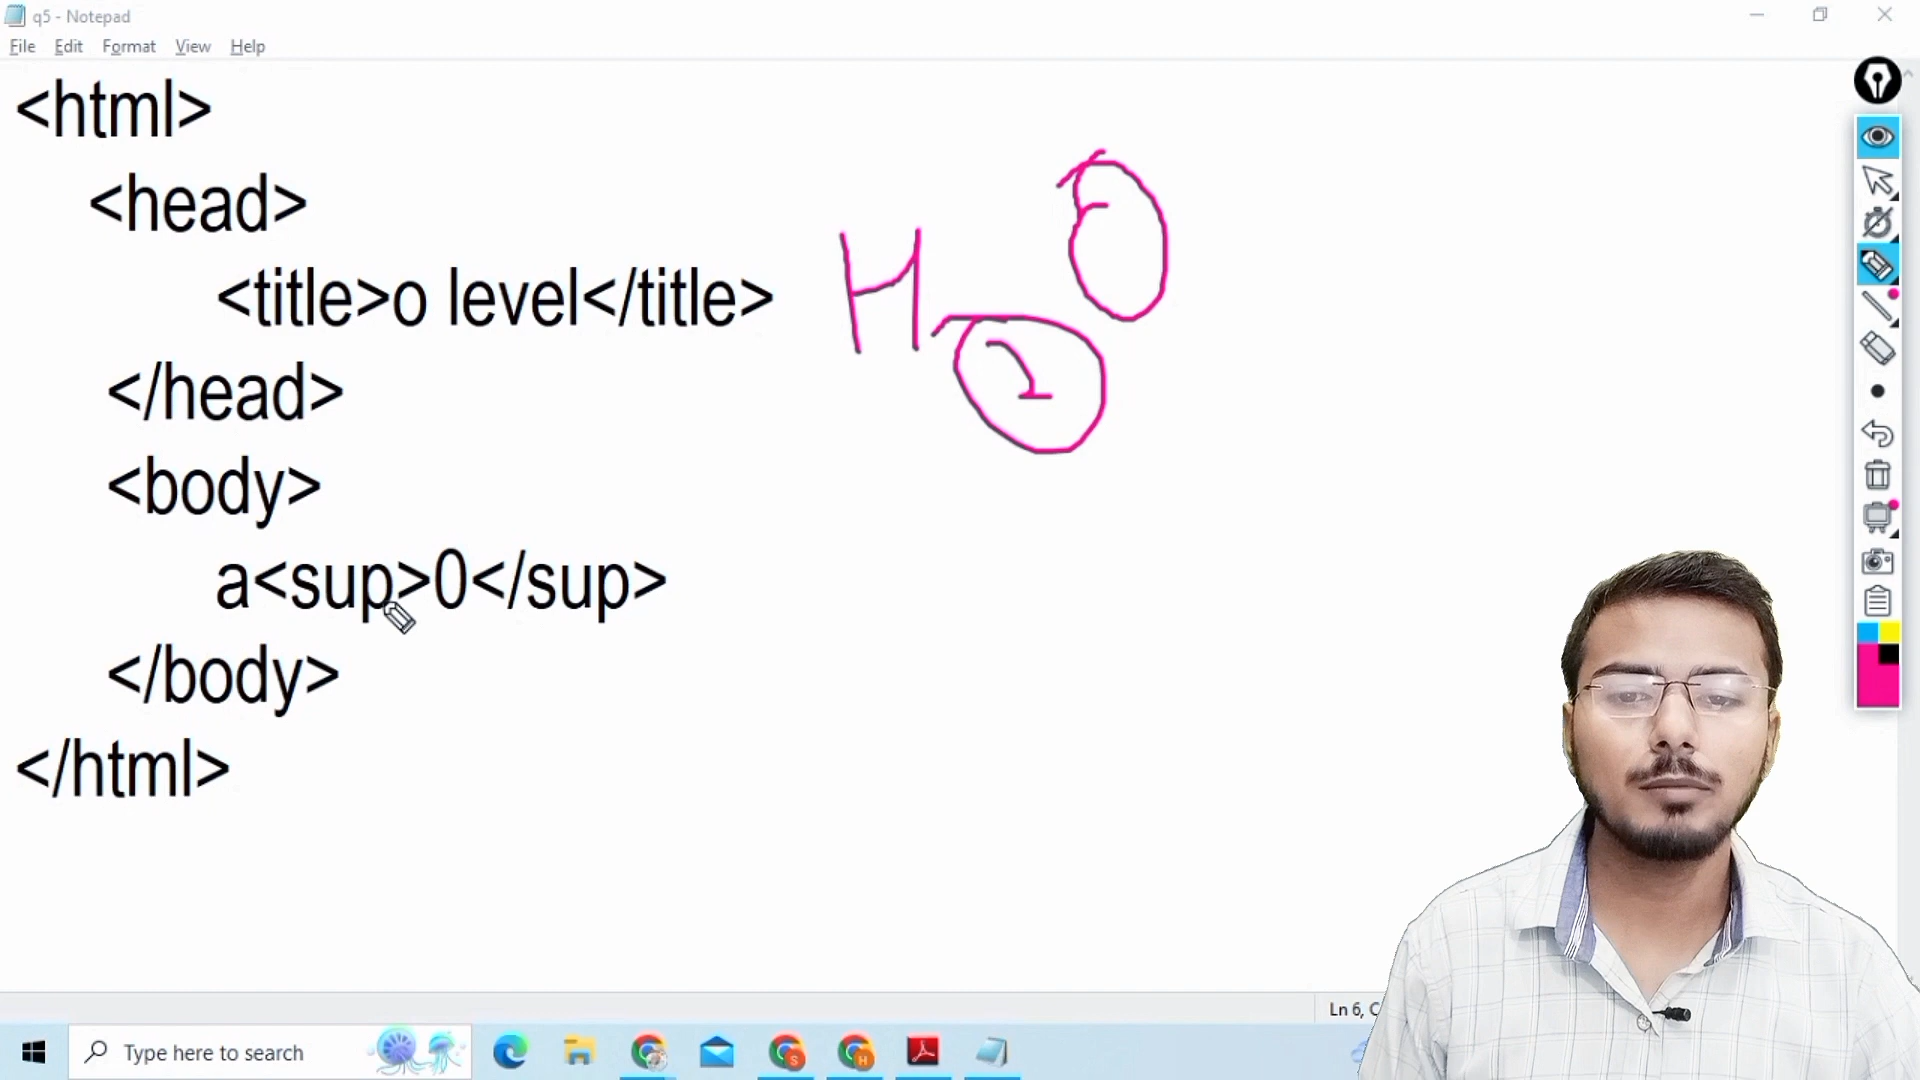 q5 - Notepad
File Edit Format View Help
<html>
<head>
<title>o level</title>
</head>
<body>
a<sup>0</sup>
</body>
</html>
H2O
Ln 6, C
Type here to search